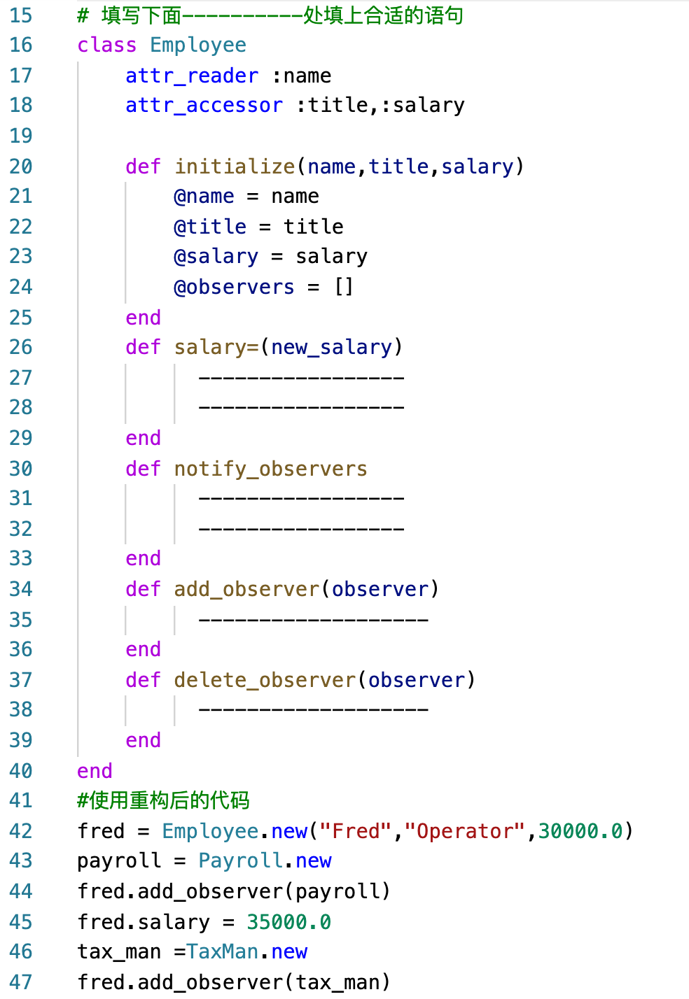 15 # 填写下面----------处填上合适的语句
16 class Employee
17     attr_reader :name
18     attr_accessor :title,:salary
19
20     def initialize(name,title,salary)
21         @name = name
22         @title = title
23         @salary = salary
24         @observers = []
25     end
26     def salary=(new_salary)
27           -----------------
28           -----------------
29     end
30     def notify_observers
31           -----------------
32           -----------------
33     end
34     def add_observer(observer)
35           -------------------
36     end
37     def delete_observer(observer)
38           -------------------
39     end
40 end
41 #使用重构后的代码
42 fred = Employee.new("Fred","Operator",30000.0)
43 payroll = Payroll.new
44 fred.add_observer(payroll)
45 fred.salary = 35000.0
46 tax_man =TaxMan.new
47 fred.add_observer(tax_man)